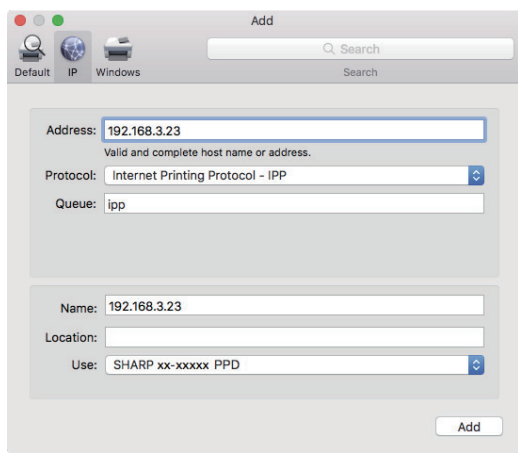 Add
Search
Default IP Windows Search
Address: 192.168.3.23
Valid and complete host name or address.
Protocol: Internet Printing Protocol - IPP
Queue: ipp
Name: 192.168.3.23
Location:
Use: SHARP xx-xxxxx PPD
Add